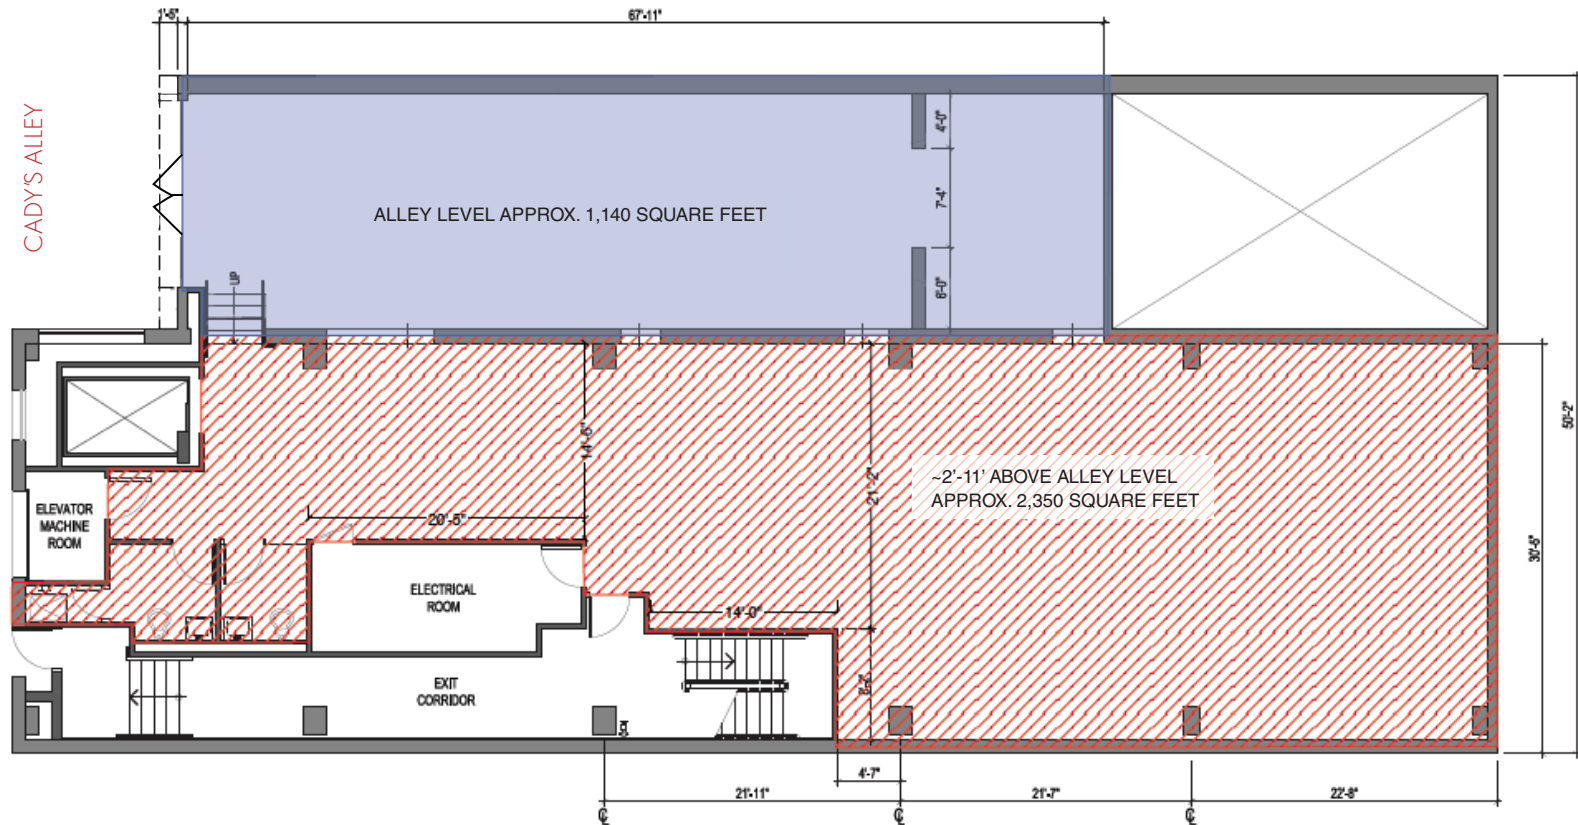 1'-5"
67'-11"
CADY'S ALLEY
4'-0"
7'-4"
ALLEY LEVEL APPROX. 1,140 SQUARE FEET
6'-0"
UP
50'-2"
14'-6"
21'-2"
~2'-11' ABOVE ALLEY LEVEL
APPROX. 2,350 SQUARE FEET
30'-6"
ELEVATOR
MACHINE
ROOM
20'-5"
ELECTRICAL
ROOM
14'-0"
EXIT
CORRIDOR
4'-7"
21'-11"
21'-7"
22'-8"